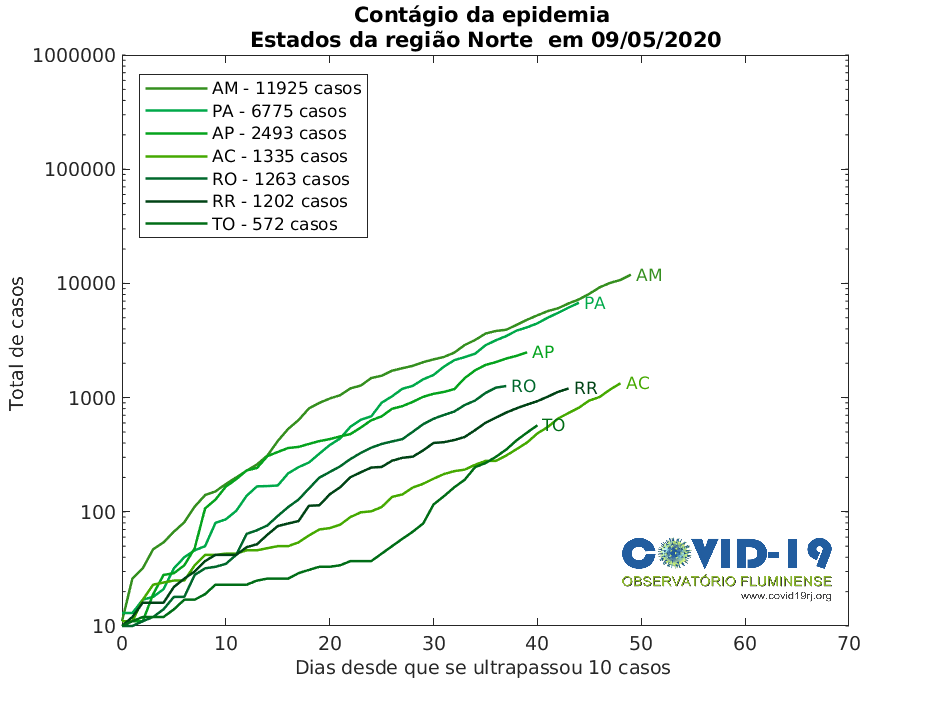 Contágio da epidemia
Estados da região Norte em 09/05/2020
1000000
100000
10000
1000
100
10
Total de casos
AM - 11925 casos
PA - 6775 casos
AP - 2493 casos
AC - 1335 casos
RO - 1263 casos
RR - 1202 casos
TO - 572 casos
AM
PA
AP
RO
RR
AC
TO
COVID-19
OBSERVATÓRIO FLUMINENSE
www.covid19rj.org
0 10 20 30 40 50 60 70
Dias desde que se ultrapassou 10 casos